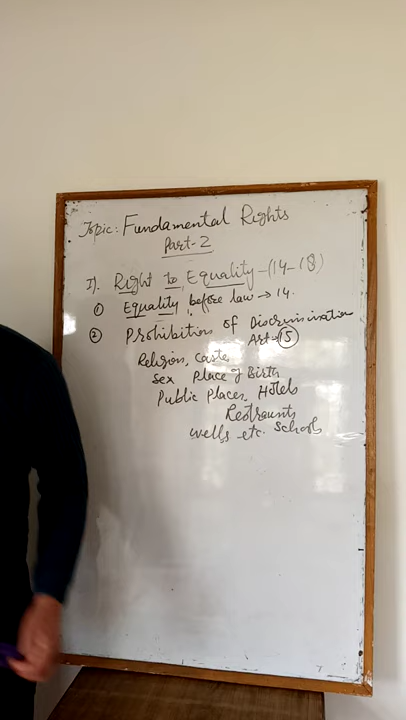 Topic: Fundamental Rights
Part-2
I). Right to Equality-(14-18)
① Equality before law → 14.
② Prohibition of Discrimination
Art-15
Religion, Caste
Sex Place of Birth
Public Places, Hotels
Restraunts
wells etc. Schools